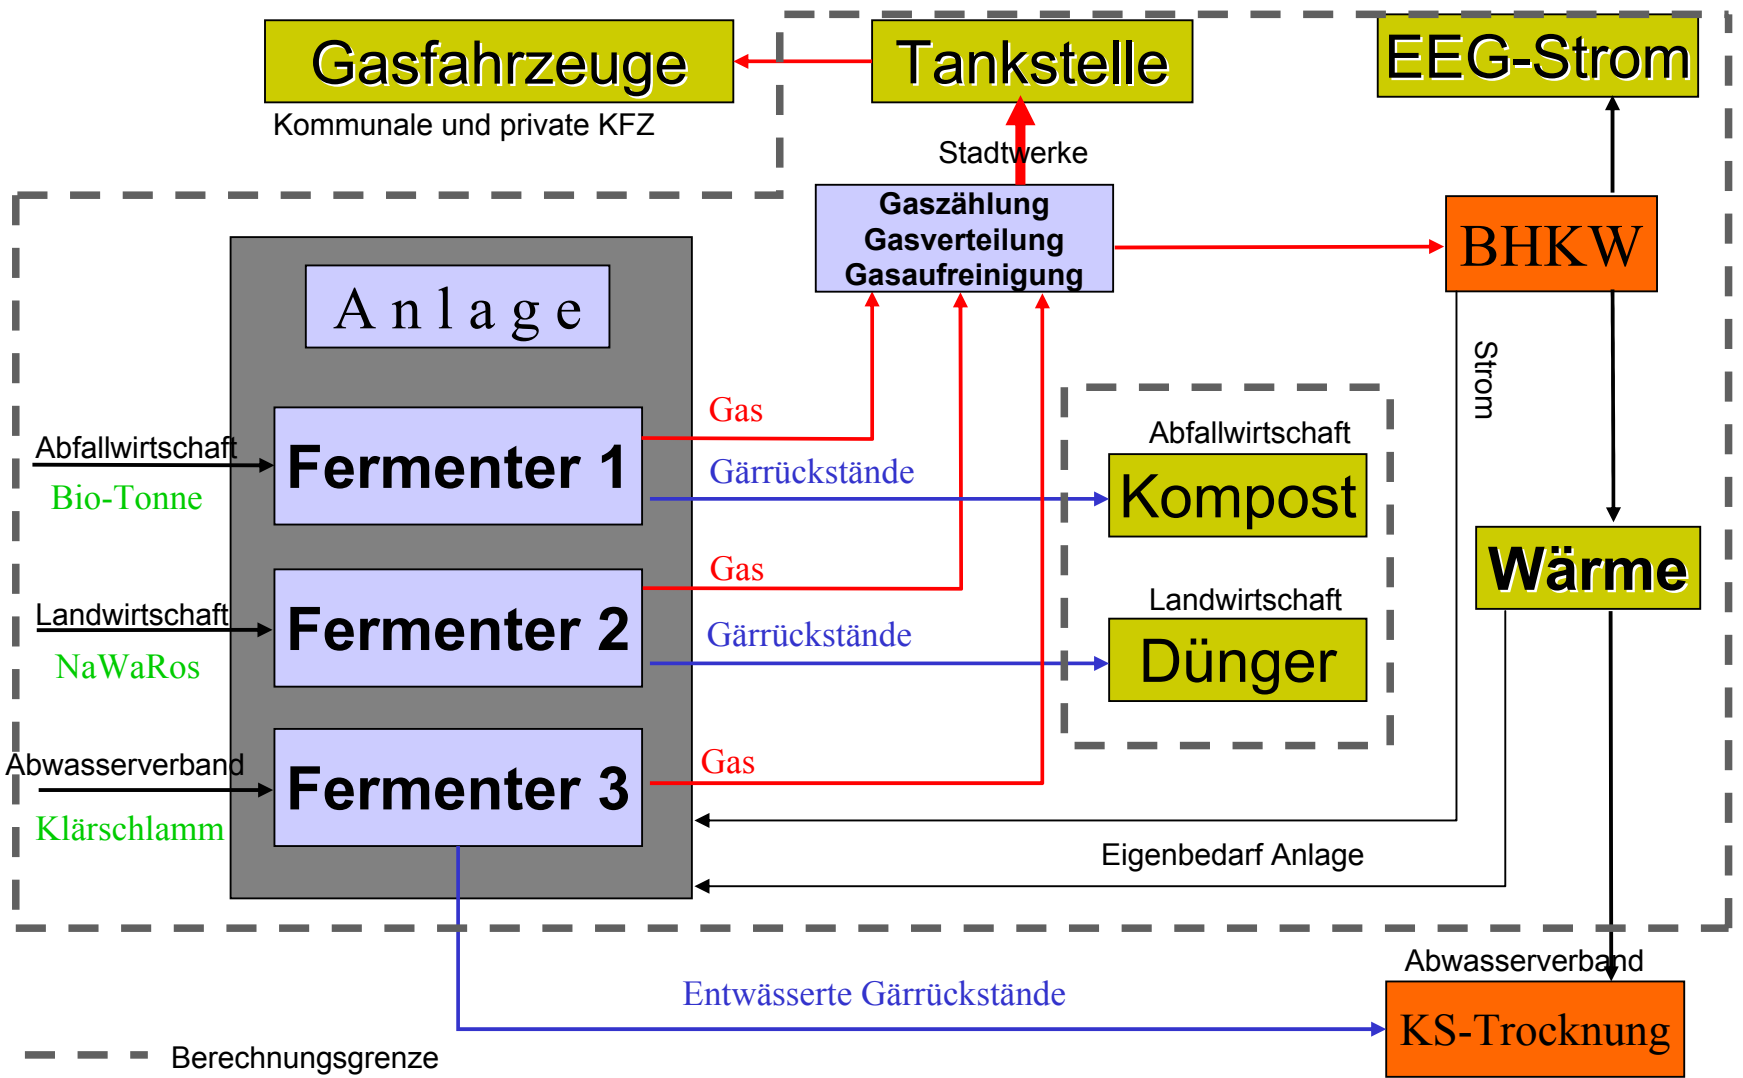 Gasfahrzeuge
Tankstelle
EEG-Strom
Kommunale und private KFZ
Stadtwerke
Gaszählung
Gasverteilung
Gasaufreinigung
BHKW
Anlage
Strom
Gas
Abfallwirtschaft
Abfallwirtschaft
Fermenter 1
Gärrückstände
Kompost
Bio-Tonne
Wärme
Gas
Landwirtschaft
Landwirtschaft
Fermenter 2
Gärrückstände
Dünger
NaWaRos
Gas
Abwasserverband
Fermenter 3
Klärschlamm
Eigenbedarf Anlage
Abwasserverband
Entwässerte Gärrückstände
KS-Trocknung
Berechnungsgrenze